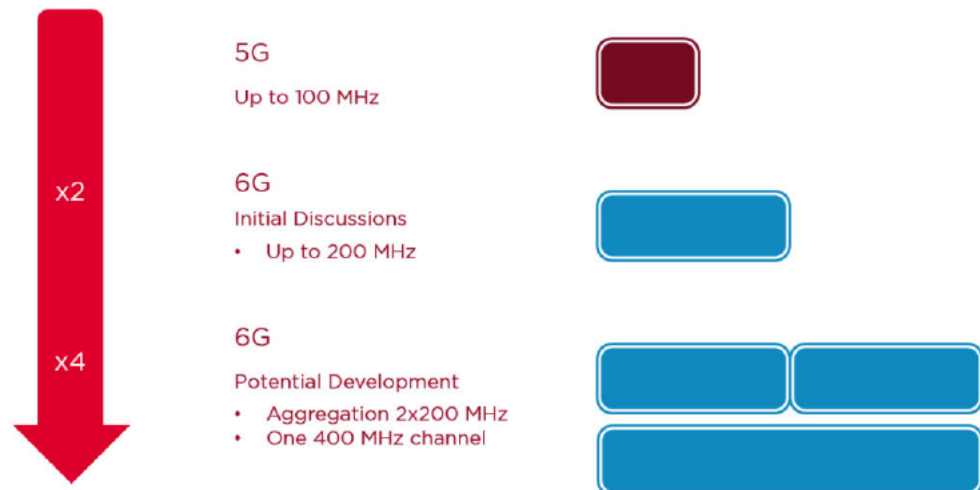 5G
Up to 100 MHz
x2
6G
Initial Discussions
• Up to 200 MHz
x4
6G
Potential Development
• Aggregation 2x200 MHz
• One 400 MHz channel